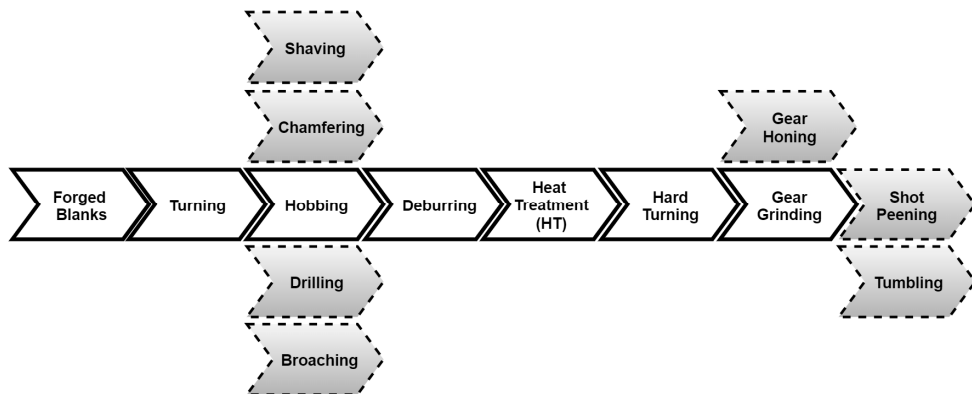 Shaving
Chamfering
Gear
Honing
Forged
Blanks
Turning
Hobbing
Deburring
Heat
Treatment
(HT)
Hard
Turning
Gear
Grinding
Shot
Peening
Drilling
Tumbling
Broaching